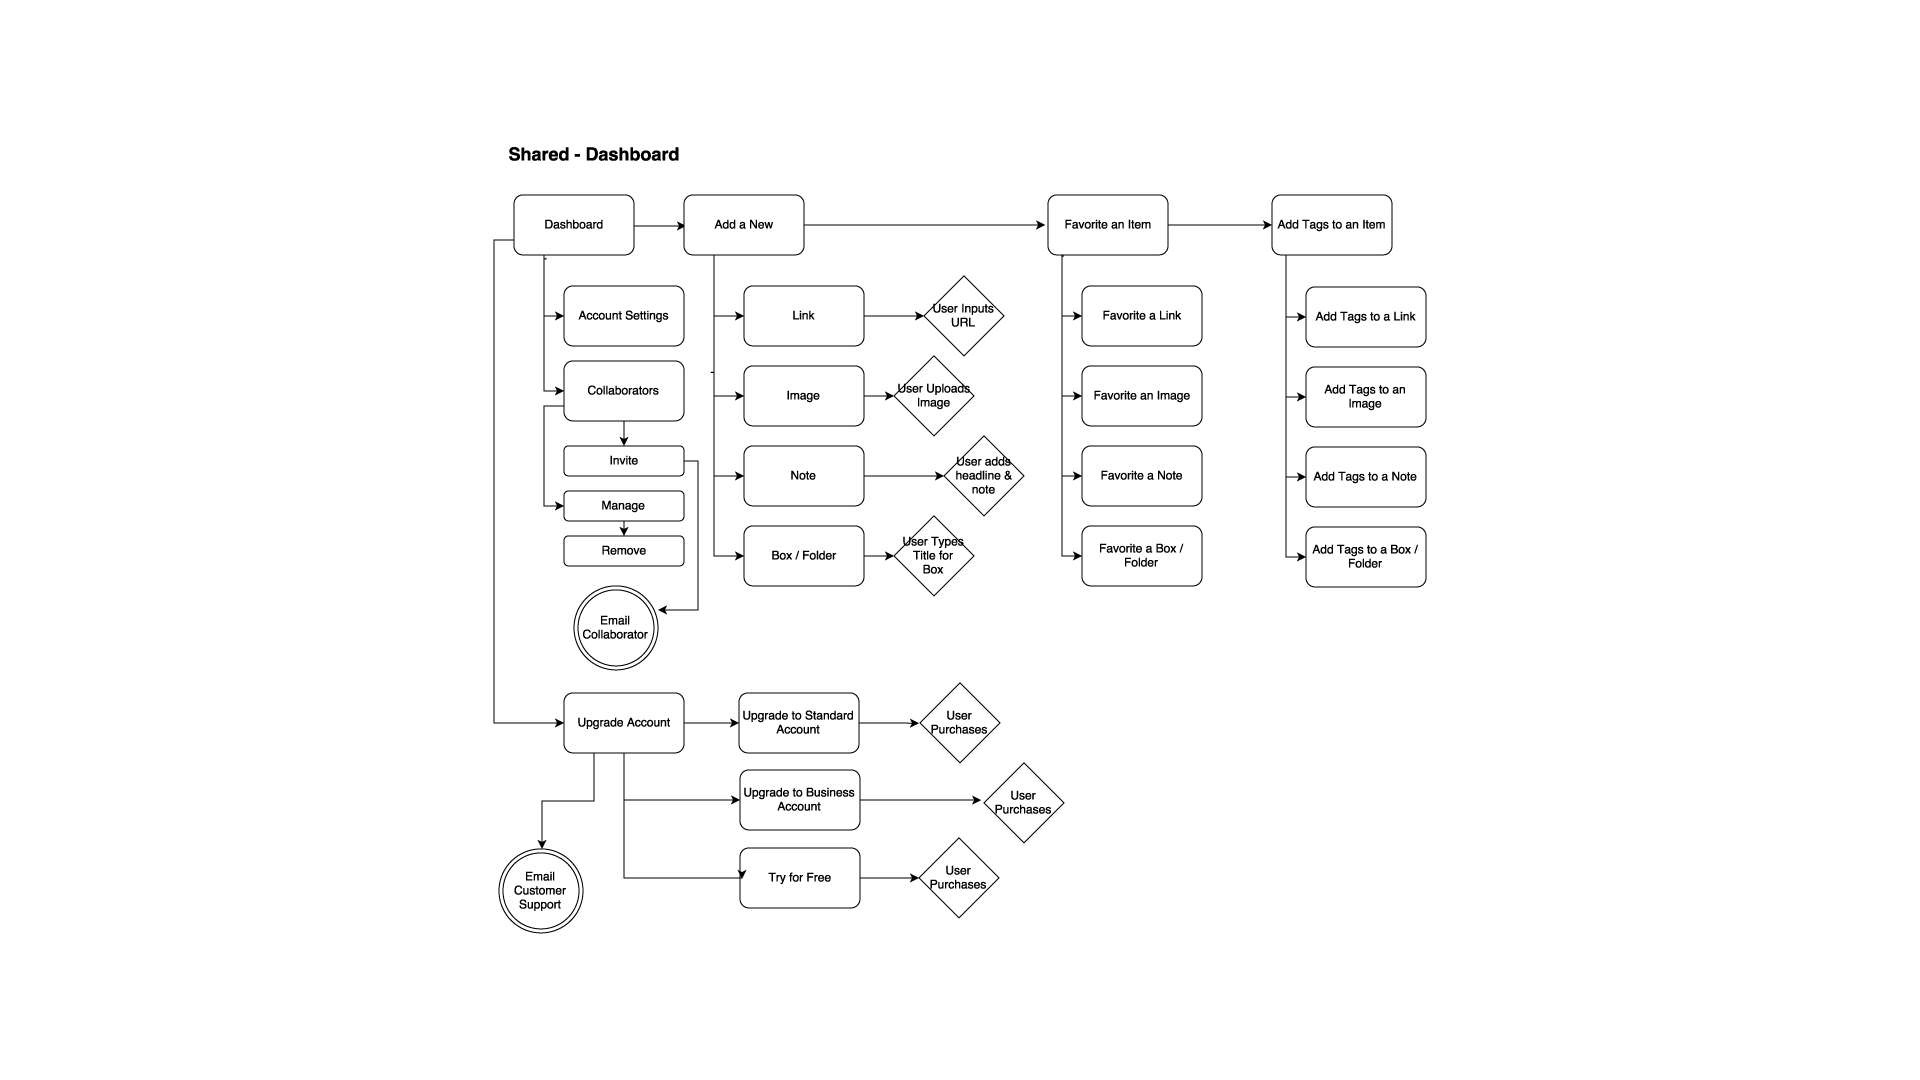 Shared - Dashboard
Dashboard
Add a New
Favorite an Item
Add Tags to an Item
Account Settings
Link
User Inputs
URL
Favorite a Link
Add Tags to a Link
Collaborators
Image
User Uploads
Image
Favorite an Image
Add Tags to an
Image
Invite
Note
User adds
headline &
note
Favorite a Note
Add Tags to a Note
Manage
Remove
Box / Folder
User Types
Title for
Box
Favorite a Box /
Folder
Add Tags to a Box /
Folder
Email
Collaborator
Upgrade Account
Upgrade to Standard
Account
User
Purchases
Upgrade to Business
Account
User
Purchases
Email
Customer
Support
Try for Free
User
Purchases